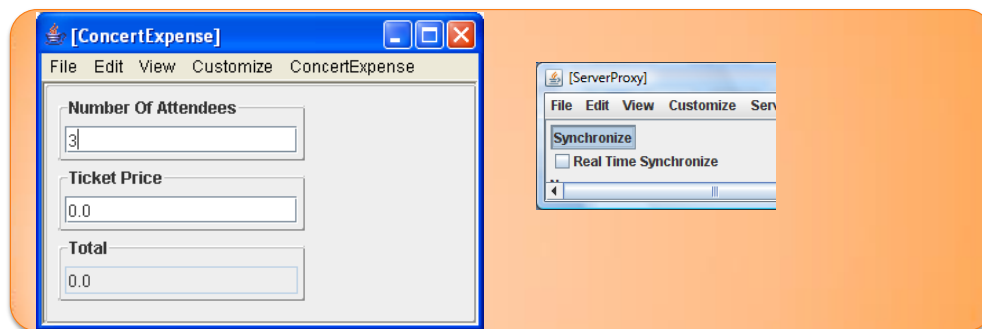 [ConcertExpense]
File Edit View Customize ConcertExpense
Number Of Attendees
3
Ticket Price
0.0
Total
0.0
[ServerProxy]
File Edit View Customize
Synchronize
Real Time Synchronize